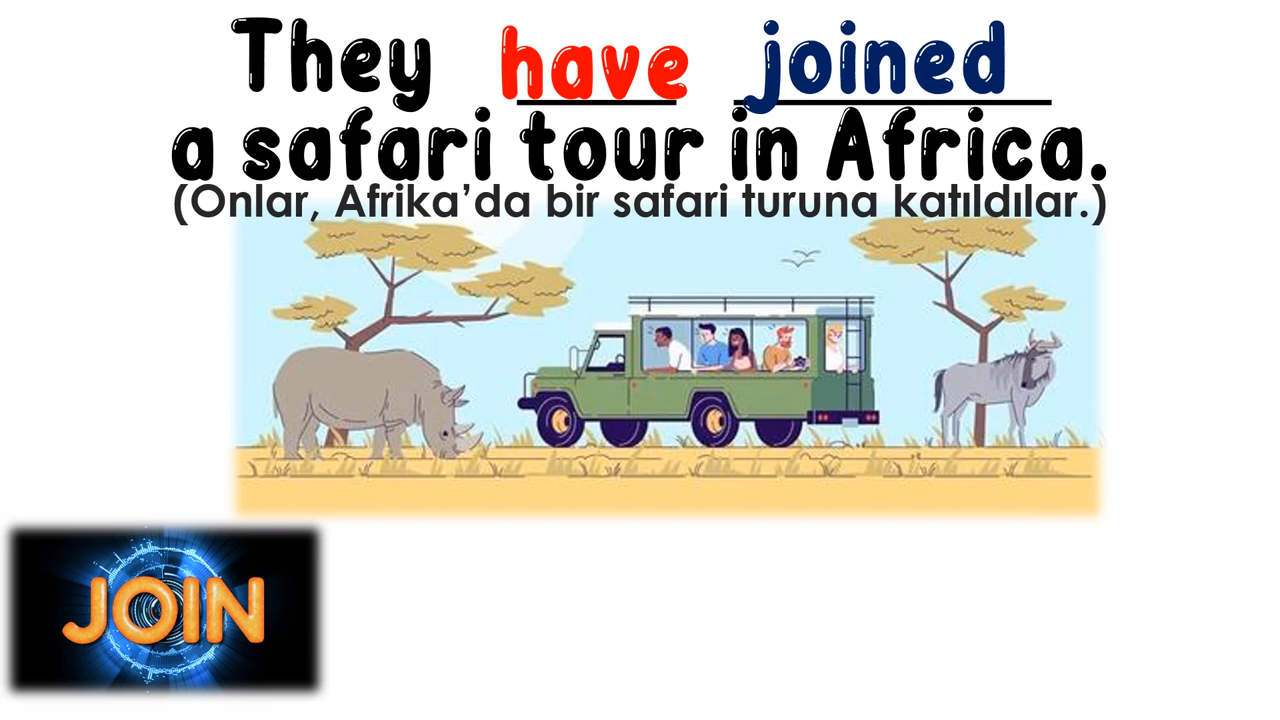 They have joined
a safari tour in Africa.
(Onlar, Afrika’da bir safari turuna katıldılar.)
JOIN